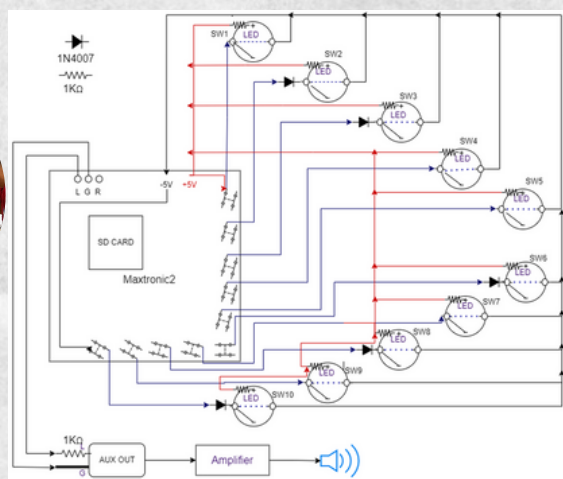 1N4007
1KΩ
SW1
LED
SW2
LED
SW3
LED
SW4
LED
SW5
LED
SW6
LED
SW7
LED
SW8
LED
SW9
LED
SW10
LED
L G R
-5V +5V
SD CARD
Maxtronic2
1KΩ
L
G
AUX OUT
Amplifier